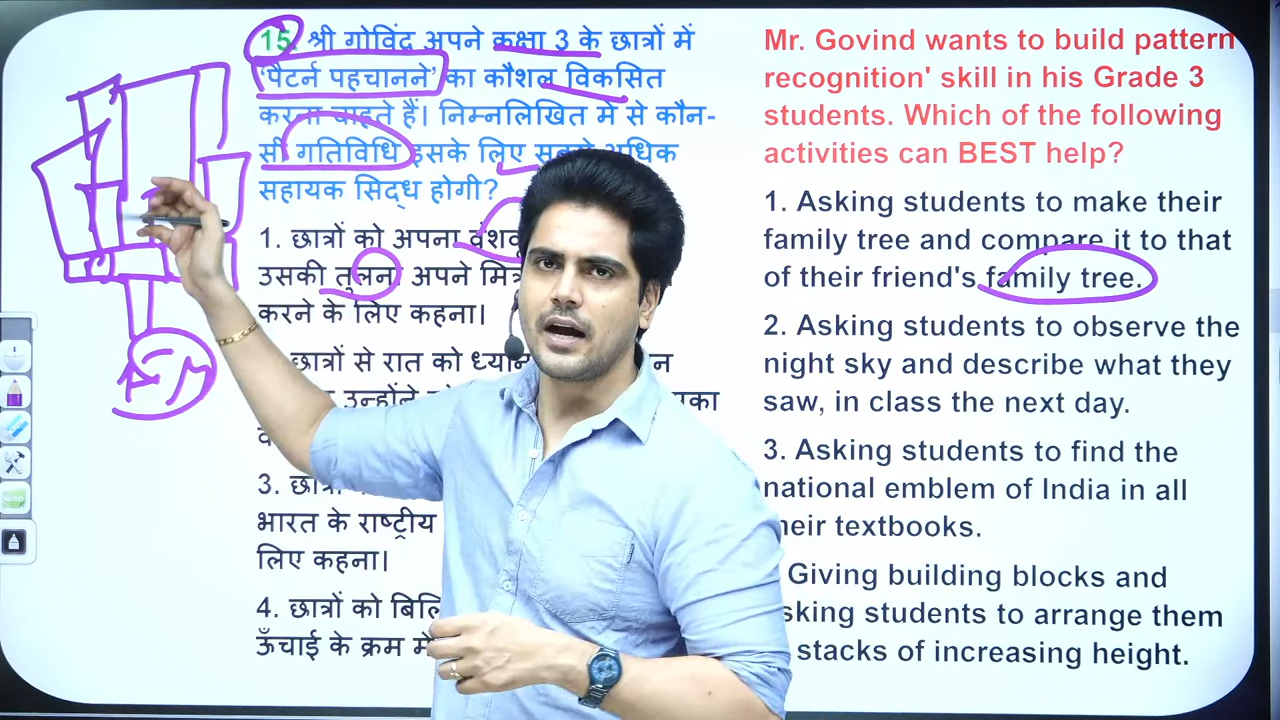 15. श्री गोविंद अपने कक्षा 3 के छात्रों में
'पैटर्न पहचानने' का कौशल विकसित
करना चाहते हैं। निम्नलिखित में से कौन-
सी गतिविधि इसके लिए सबसे अधिक
सहायक सिद्ध होगी?
1. छात्रों को अपना
उसकी तुलना अपने
करने के लिए कहना।
छात्रों से रात को
उन्होंने
3.
भारत के राष्ट्रीय
लिए कहना।
4. छात्रों को
ऊँचाई के क्रम में
Mr. Govind wants to build pattern
recognition' skill in his Grade 3
students. Which of the following
activities can BEST help?
1. Asking students to make their
family tree and compare it to that
of their friend's family tree.
2. Asking students to observe the
night sky and describe what they
saw, in class the next day.
3. Asking students to find the
national emblem of India in all
their textbooks.
Giving building blocks and
asking students to arrange them
stacks of increasing height.
NOTE